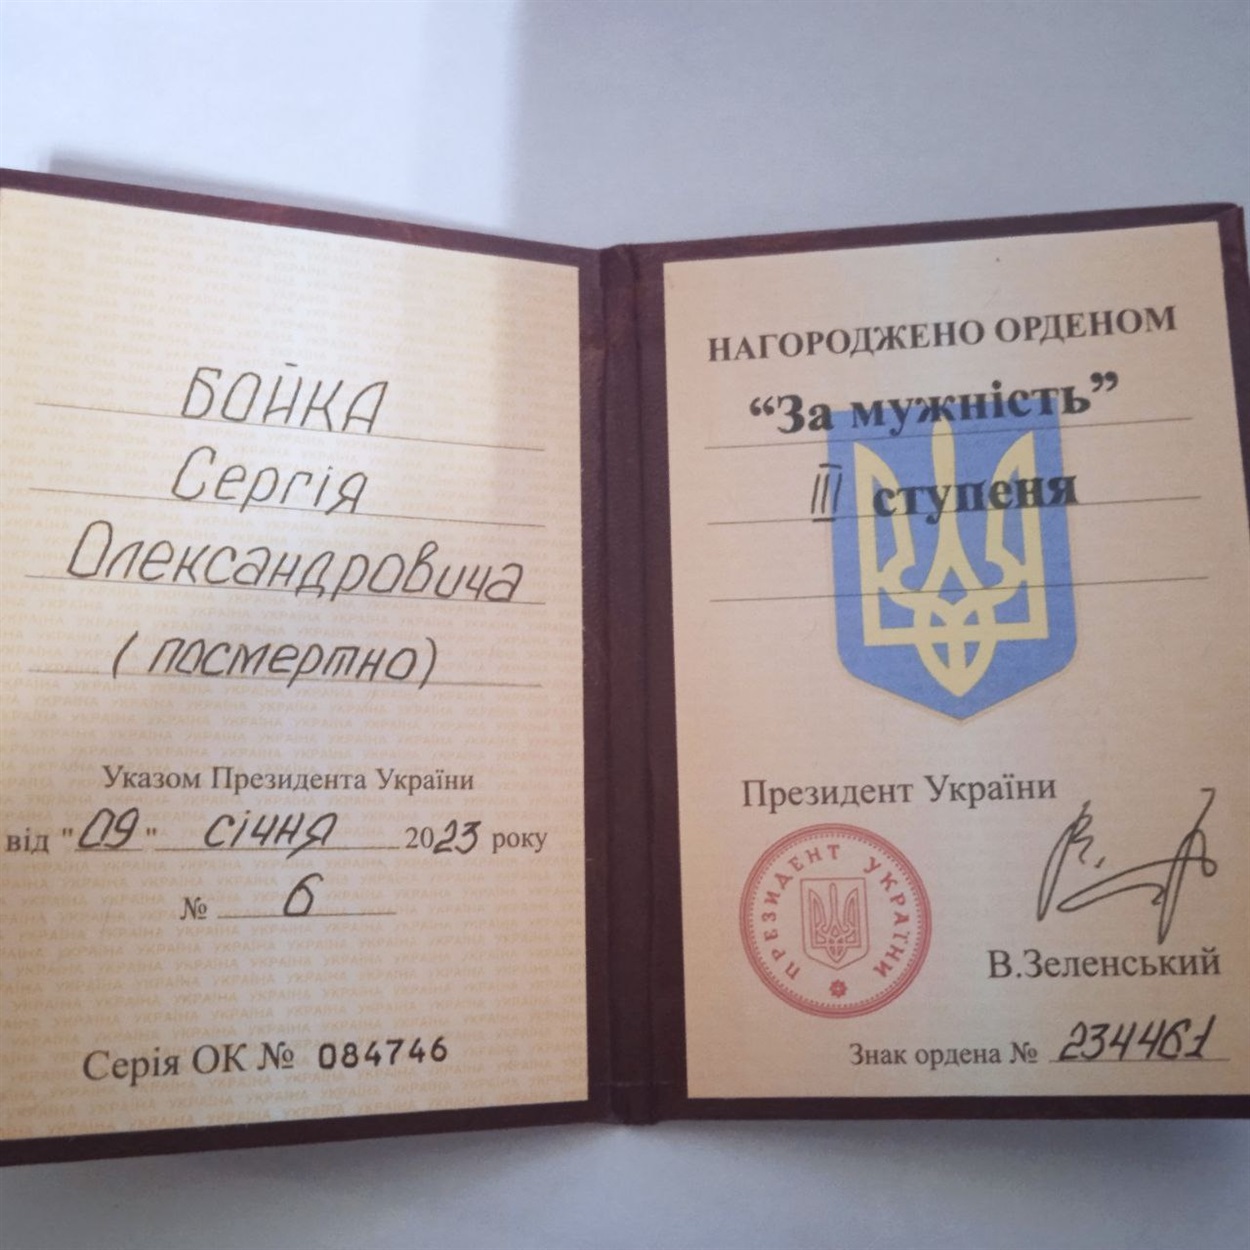 БОЙКА
Сергія
Олександровича
(посмертно)
Указом Президента України
від "09" січня 2023 року
№ 6
Серія ОК № 084746
НАГОРОДЖЕНО ОРДЕНОМ
“За мужність”
III ступеня
Президент України
ПРЕЗИДЕНТ УКРАЇНИ
В.Зеленський
Знак ордена № 234461